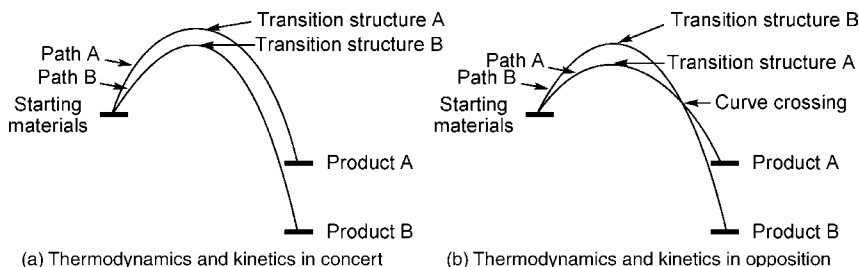 Transition structure A
Transition structure B
Path A
Path B
Starting
materials
Product A
Product B
(a) Thermodynamics and kinetics in concert
Transition structure B
Path A
Transition structure A
Path B
Curve crossing
Starting
materials
Product A
Product B
(b) Thermodynamics and kinetics in opposition